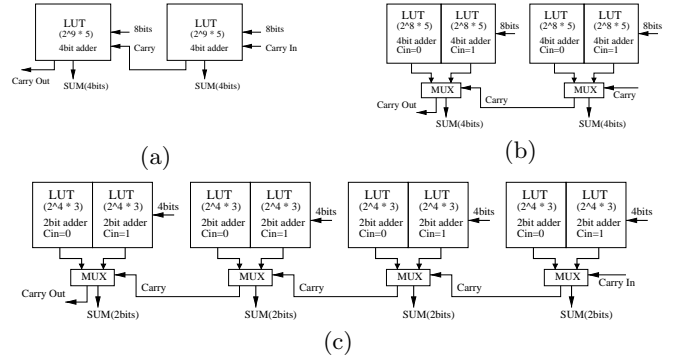 LUT
(2^9 * 5)
4bit adder
8bits
Carry
Carry Out
SUM(4bits)
LUT
(2^9 * 5)
4bit adder
8bits
Carry In
SUM(4bits)
(a)
LUT
(2^8 * 5)
4bit adder
Cin=0
LUT
(2^8 * 5)
4bit adder
Cin=1
8bits
MUX
Carry Out
SUM(4bits)
Carry
LUT
(2^8 * 5)
4bit adder
Cin=0
LUT
(2^8 * 5)
4bit adder
Cin=1
8bits
MUX
Carry
SUM(4bits)
(b)
LUT
(2^4 * 3)
2bit adder
Cin=0
LUT
(2^4 * 3)
2bit adder
Cin=1
4bits
MUX
Carry Out
SUM(2bits)
Carry
LUT
(2^4 * 3)
2bit adder
Cin=0
LUT
(2^4 * 3)
2bit adder
Cin=1
4bits
MUX
SUM(2bits)
Carry
LUT
(2^4 * 3)
2bit adder
Cin=0
LUT
(2^4 * 3)
2bit adder
Cin=1
4bits
MUX
SUM(2bits)
Carry
LUT
(2^4 * 3)
2bit adder
Cin=0
LUT
(2^4 * 3)
2bit adder
Cin=1
4bits
MUX
Carry In
SUM(2bits)
(c)